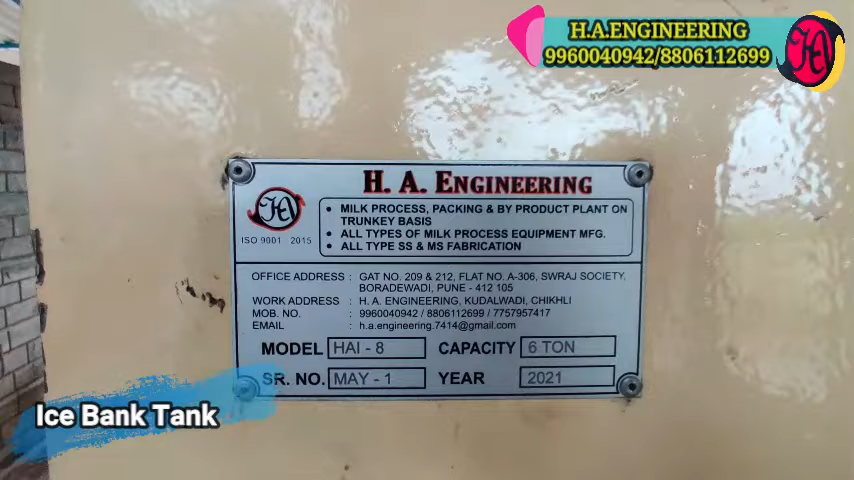 H.A.ENGINEERING
9960040942/8806112699
H. A. ENGINEERING
ISO 9001 2015
• MILK PROCESS, PACKING & BY PRODUCT PLANT ON
TRUNKEY BASIS
• ALL TYPES OF MILK PROCESS EQUIPMENT MFG.
• ALL TYPE SS & MS FABRICATION
OFFICE ADDRESS : GAT NO. 209 & 212, FLAT NO. A-306, SWRAJ SOCIETY,
BORADEWADI, PUNE - 412 105
WORK ADDRESS : H. A. ENGINEERING, KUDALWADI, CHIKHLI
MOB. NO. : 9960040942 / 8806112699 / 7757957417
EMAIL : h.a.engineering.7414@gmail.com
MODEL HAI - 8 CAPACITY 6 TON
SR. NO. MAY - 1 YEAR 2021
Ice Bank Tank